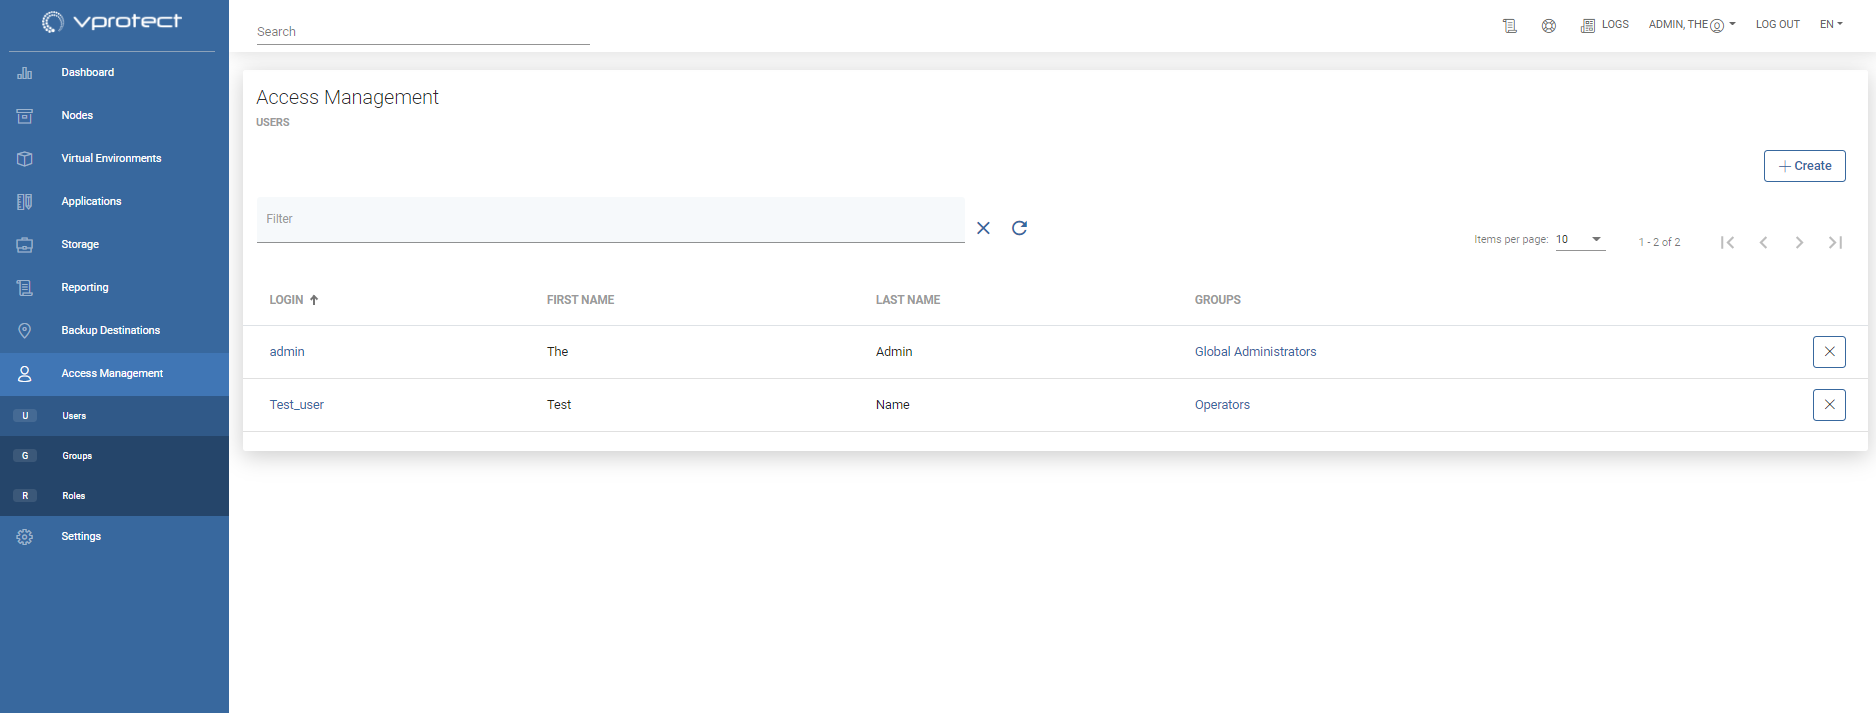 vprotect
Dashboard
Nodes
Virtual Environments
Applications
Storage
Reporting
Backup Destinations
Access Management
U Users
G Groups
R Roles
Settings
Search
LOGS ADMIN, THE LOG OUT EN
Access Management
USERS
Create
Filter
Items per page: 10 1 - 2 of 2
LOGIN FIRST NAME LAST NAME GROUPS
admin The Admin Global Administrators
Test_user Test Name Operators